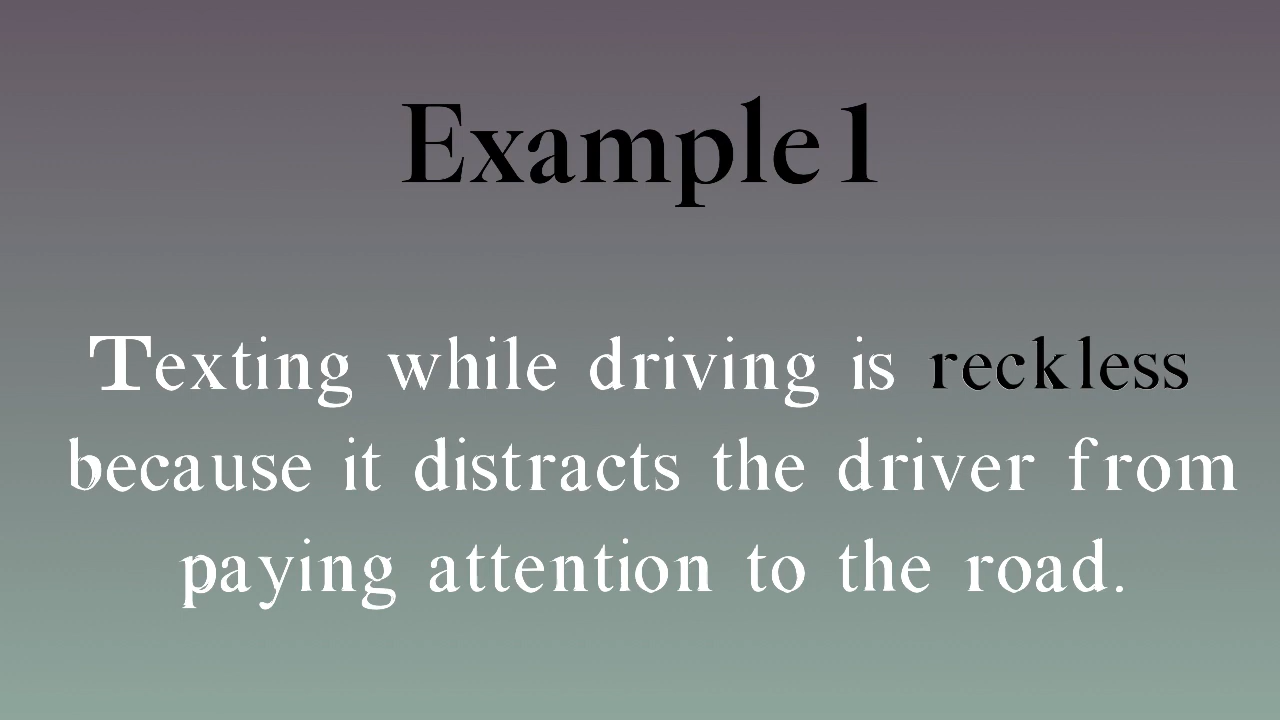 Example 1
Texting while driving is reckless
because it distracts the driver from
paying attention to the road.